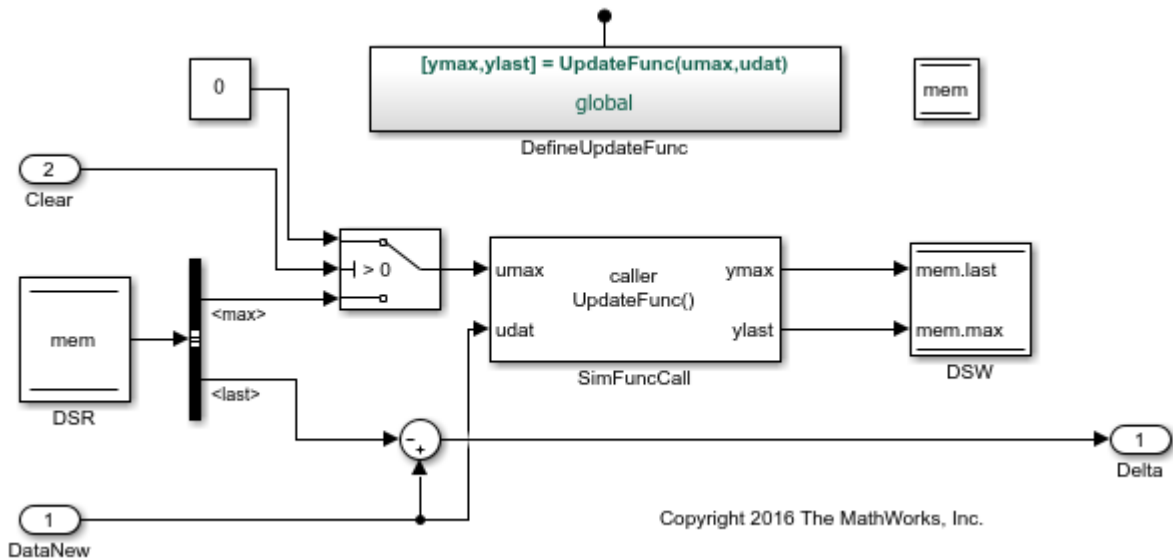 [ymax,ylast] = UpdateFunc(umax,udat)
global
DefineUpdateFunc
0
mem
2
Clear
> 0
<max>
mem
DSR
<last>
umax
udat
caller
UpdateFunc()
ymax
ylast
SimFuncCall
mem.last
mem.max
DSW
-
+
1
Delta
1
DataNew
Copyright 2016 The MathWorks, Inc.